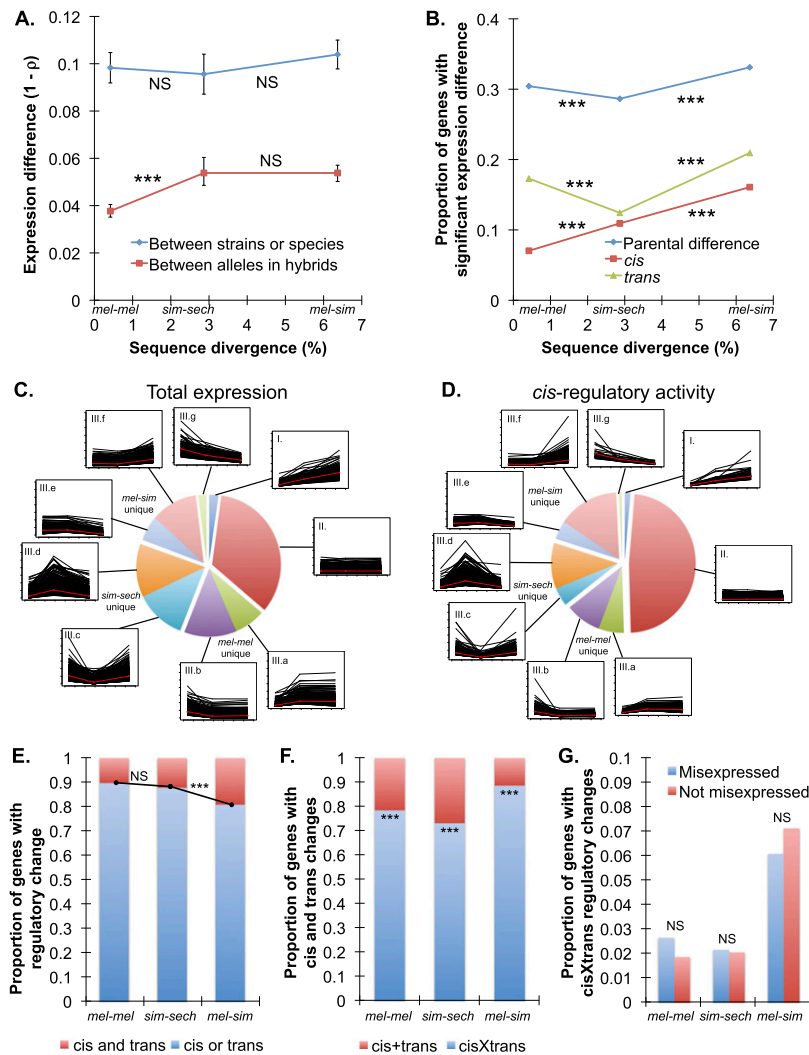 A.
0.12
0.1
0.08
0.06
0.04
0.02
0
Expression difference (1 - ρ)
NS
NS
***
NS
Between strains or species
Between alleles in hybrids
mel-mel
sim-sech
mel-sim
0 1 2 3 4 5 6 7
Sequence divergence (%)
B.
0.4
0.3
0.2
0.1
0
Proportion of genes with
significant expression difference
***
***
***
***
***
***
Parental difference
cis
trans
mel-mel
sim-sech
mel-sim
0 1 2 3 4 5 6 7
Sequence divergence (%)
C.
Total expression
III.f
III.g
I.
III.e
mel-sim
unique
II.
III.d
sim-sech
unique
III.c
mel-mel
unique
III.b
III.a
D.
cis-regulatory activity
III.f
III.g
I.
III.e
mel-sim
unique
III.d
II.
sim-sech
unique
III.c
mel-mel
unique
III.b
III.a
E.
1
0.9
0.8
0.7
0.6
0.5
0.4
0.3
0.2
0.1
0
Proportion of genes with
regulatory change
NS
***
mel-mel
sim-sech
mel-sim
cis and trans
cis or trans
F.
1
0.9
0.8
0.7
0.6
0.5
0.4
0.3
0.2
0.1
0
Proportion of genes with
cis and trans changes
***
***
***
mel-mel
sim-sech
mel-sim
cis+trans
cisXtrans
G.
0.1
0.09
0.08
0.07
0.06
0.05
0.04
0.03
0.02
0.01
0
Proportion of genes with
cisXtrans regulatory changes
Misexpressed
Not misexpressed
NS
NS
NS
mel-mel
sim-sech
mel-sim